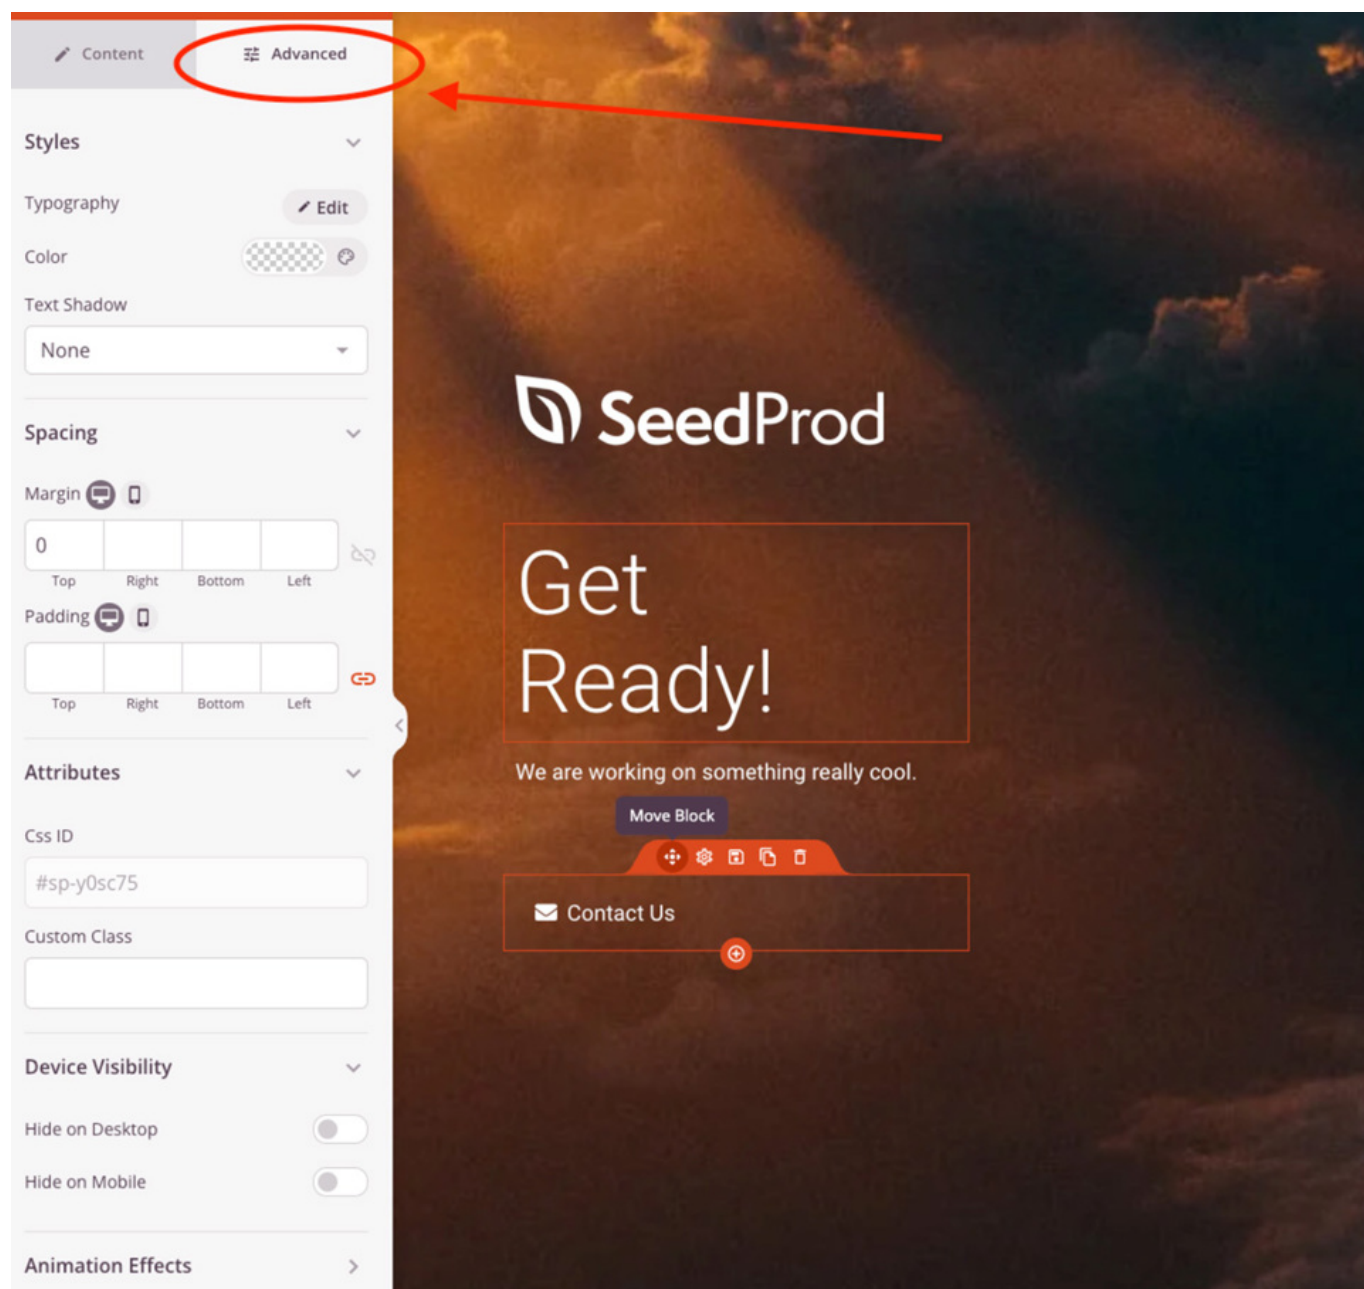 Content
Advanced
Styles
Typography
Edit
Color
Text Shadow
None
Spacing
Margin
0
Top Right Bottom Left
Padding
Top Right Bottom Left
Attributes
Css ID
#sp-y0sc75
Custom Class
Device Visibility
Hide on Desktop
Hide on Mobile
Animation Effects
SeedProd
Get
Ready!
We are working on something really cool.
Move Block
Contact Us